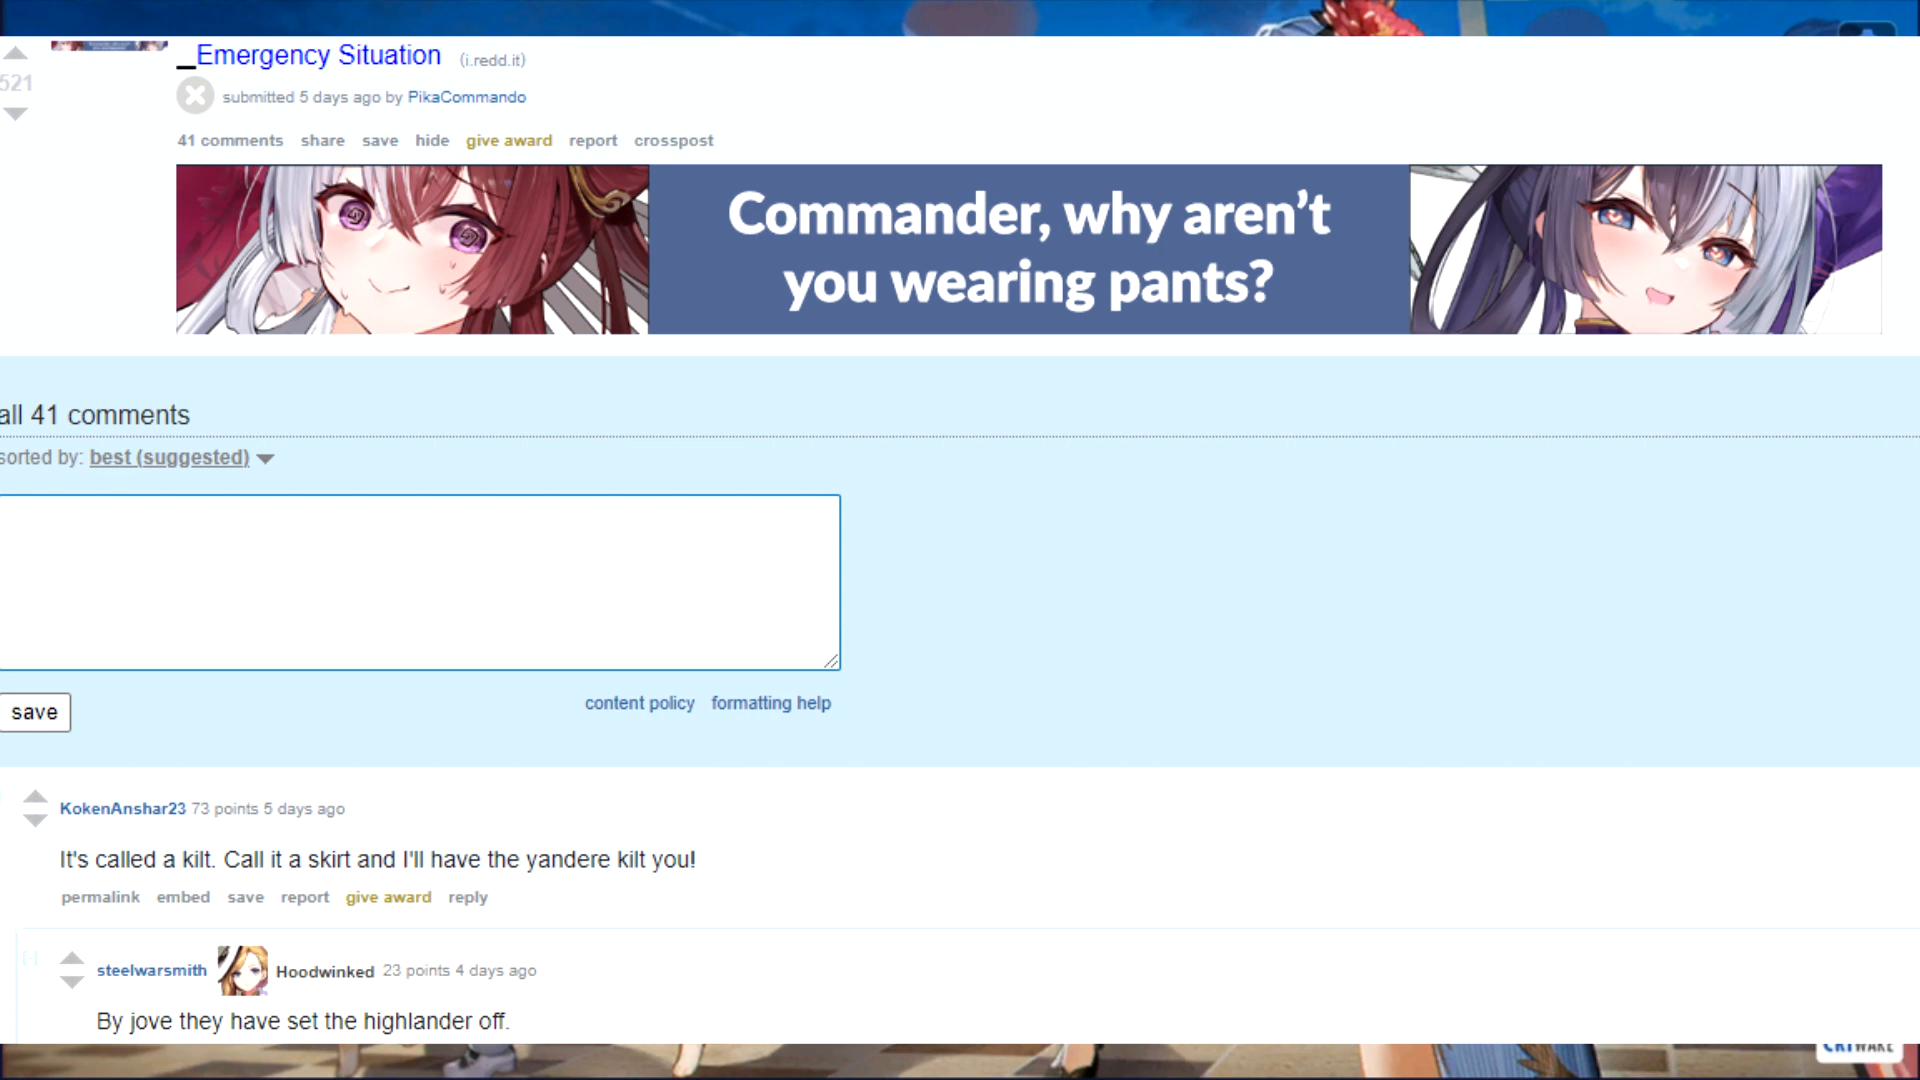 _Emergency Situation (i.redd.it)
521
submitted 5 days ago by PikaCommando
41 comments share save hide give award report crosspost
Commander, why aren’t
you wearing pants?
all 41 comments
sorted by: best (suggested)
content policy formatting help
save
KokenAnshar23 73 points 5 days ago
It's called a kilt. Call it a skirt and I'll have the yandere kilt you!
permalink embed save report give award reply
[-] steelwarsmith Hoodwinked 23 points 4 days ago
By jove they have set the highlander off.
CRIWARE